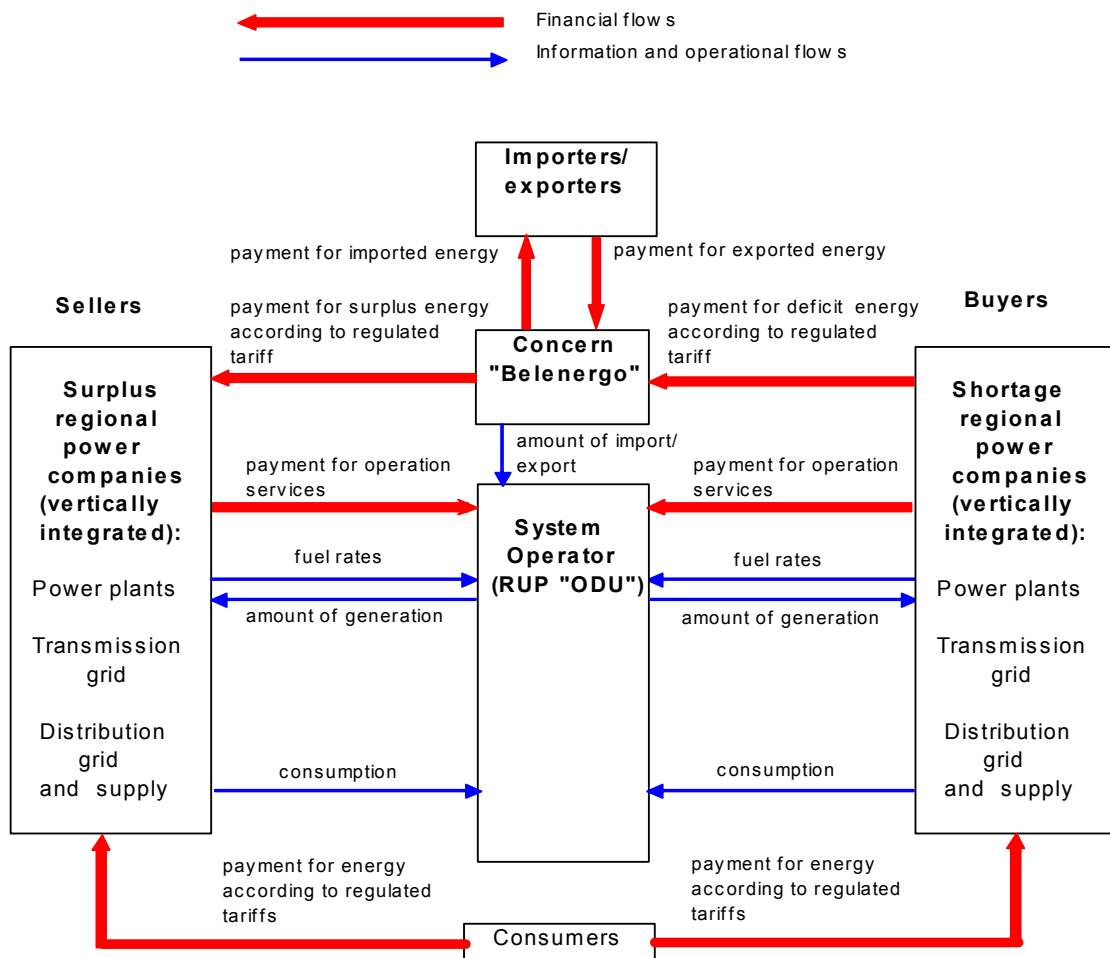 Financial flows
Information and operational flows
Importers/
exporters
payment for imported energy
payment for exported energy
Sellers
payment for surplus energy
according to regulated
tariff
payment for deficit energy
according to regulated
tariff
Buyers
Concern
"Belenergo"
Surplus
regional
power
companies
(vertically
integrated):
Power plants
Transmission
grid
Distribution
grid
and supply
amount of import/
export
payment for operation
services
payment for operation
services
System
Operator
(RUP "ODU")
fuel rates
amount of generation
fuel rates
amount of generation
consumption
consumption
Shortage
regional
power
companies
(vertically
integrated):
Power plants
Transmission
grid
Distribution
grid
and supply
payment for energy
according to regulated
tariffs
payment for energy
according to regulated
tariffs
Consumers